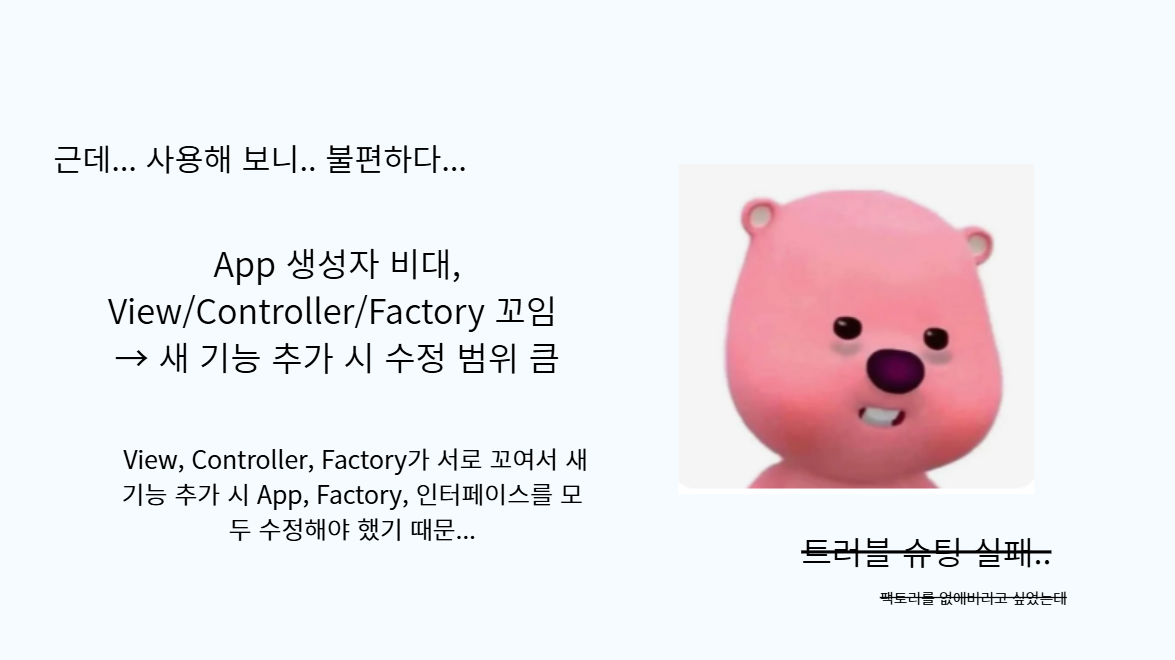 근데... 사용해 보니.. 불편하다...
App 생성자 비대,
View/Controller/Factory 꼬임
→ 새 기능 추가 시 수정 범위 큼
View, Controller, Factory가 서로 꼬여서 새
기능 추가 시 App, Factory, 인터페이스를 모
두 수정해야 했기 때문...
트러블 슈팅 실패..
팩토리를 없애버리고 싶었는데